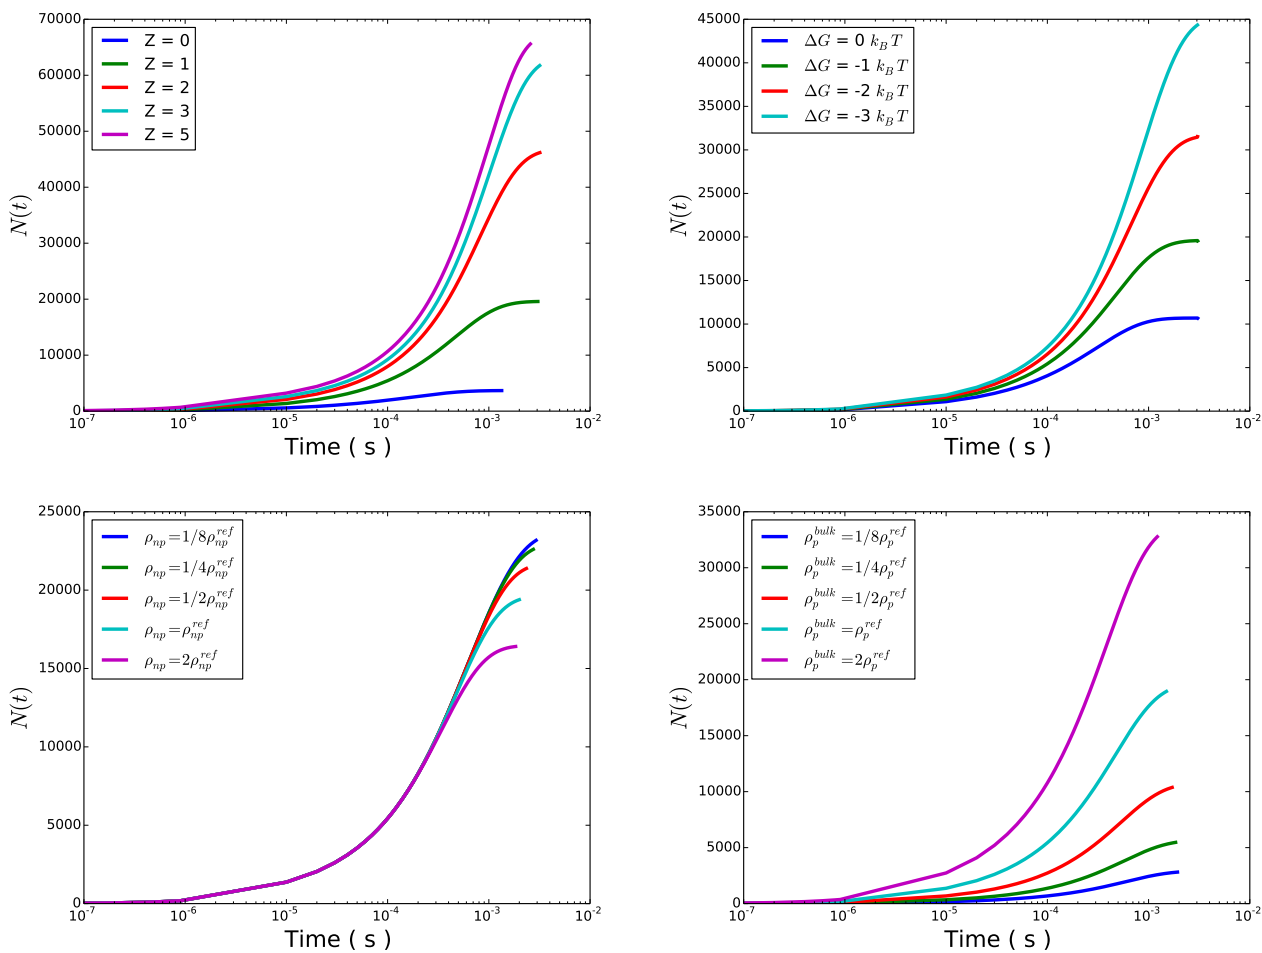 70000
60000
50000
40000
30000
20000
10000
0
N(t)
Z = 0
Z = 1
Z = 2
Z = 3
Z = 5
10^-7 10^-6 10^-5 10^-4 10^-3 10^-2
Time ( s )
45000
40000
35000
30000
25000
20000
15000
10000
5000
0
N(t)
ΔG = 0 k_B T
ΔG = -1 k_B T
ΔG = -2 k_B T
ΔG = -3 k_B T
10^-7 10^-6 10^-5 10^-4 10^-3 10^-2
Time ( s )
25000
20000
15000
10000
5000
0
N(t)
ρ_np = 1/8ρ_np^ref
ρ_np = 1/4ρ_np^ref
ρ_np = 1/2ρ_np^ref
ρ_np = ρ_np^ref
ρ_np = 2ρ_np^ref
10^-7 10^-6 10^-5 10^-4 10^-3 10^-2
Time ( s )
35000
30000
25000
20000
15000
10000
5000
0
N(t)
ρ_p^bulk = 1/8ρ_p^ref
ρ_p^bulk = 1/4ρ_p^ref
ρ_p^bulk = 1/2ρ_p^ref
ρ_p^bulk = ρ_p^ref
ρ_p^bulk = 2ρ_p^ref
10^-7 10^-6 10^-5 10^-4 10^-3 10^-2
Time ( s )